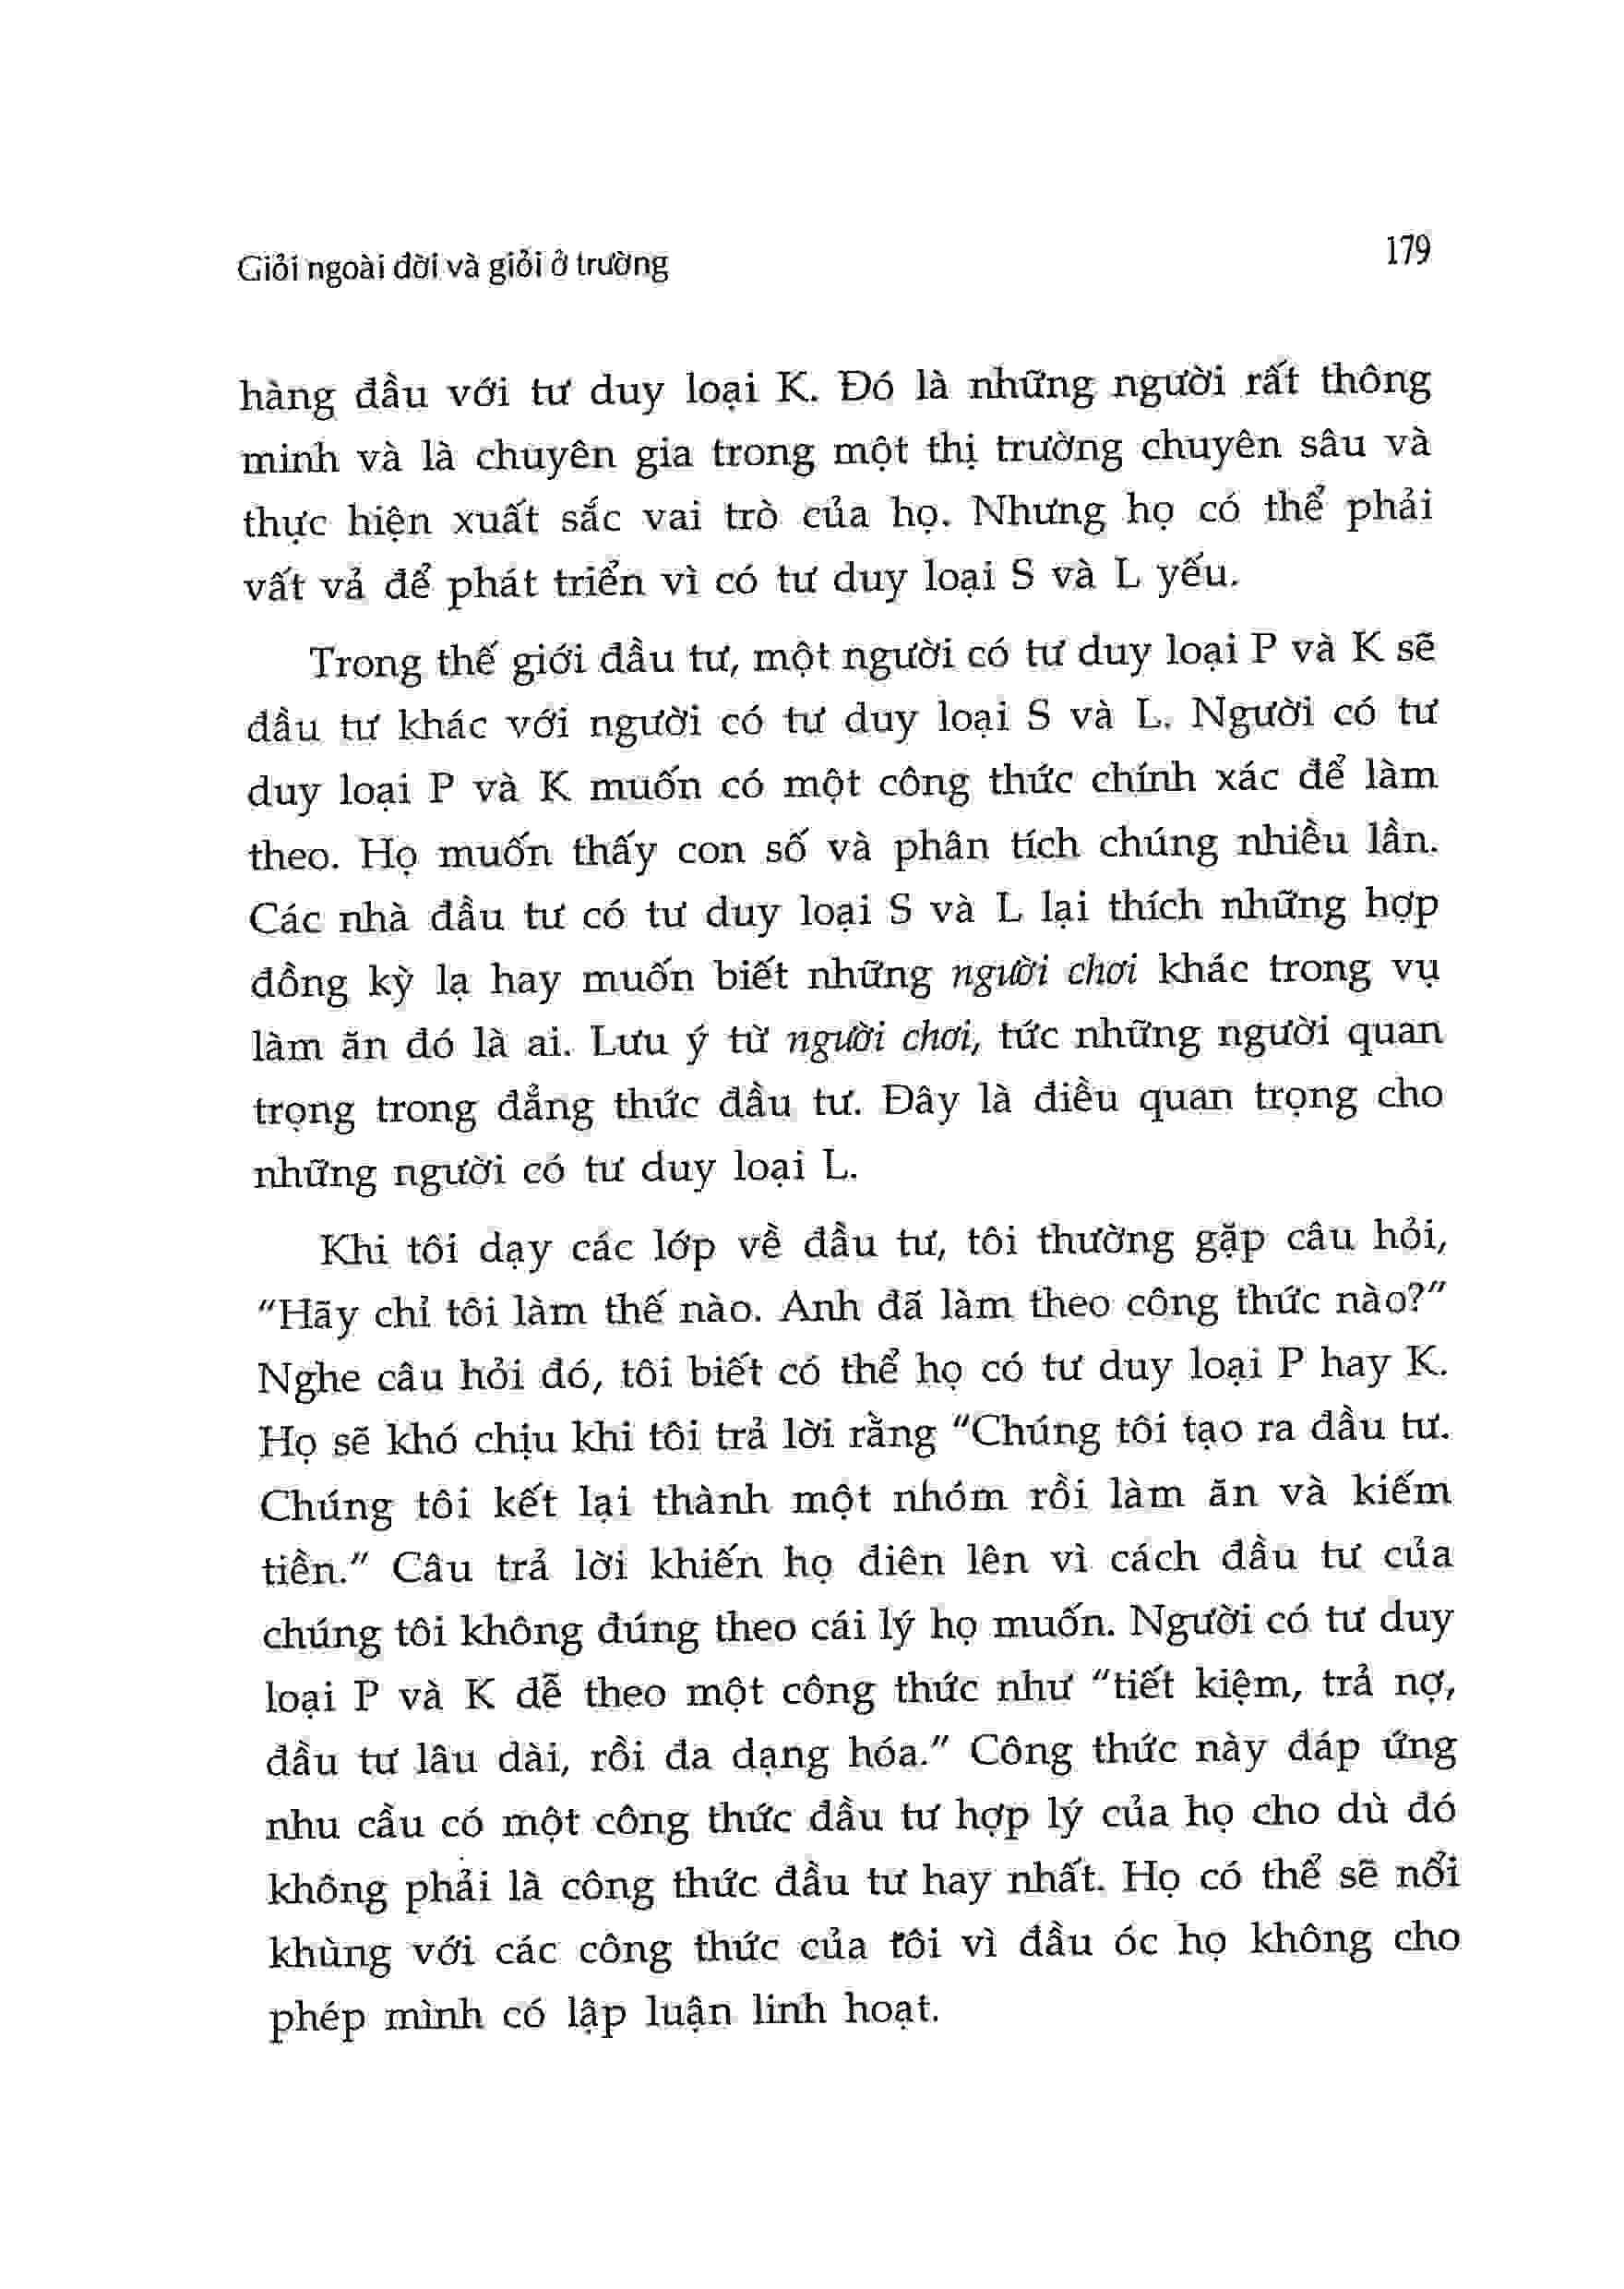 Giỏi ngoài đời và giỏi ở trường
179
hàng đầu với tư duy loại K. Đó là những người rất thông
minh và là chuyên gia trong một thị trường chuyên sâu và
thực hiện xuất sắc vai trò của họ. Nhưng họ có thể phải
vất vả để phát triển vì có tư duy loại S và L yếu.
Trong thế giới đầu tư, một người có tư duy loại P và K sẽ
đầu tư khác với người có tư duy loại S và L. Người có tư
duy loại P và K muốn có một công thức chính xác để làm
theo. Họ muốn thấy con số và phân tích chúng nhiều lần.
Các nhà đầu tư có tư duy loại S và L lại thích những hợp
đồng kỳ lạ hay muốn biết những người chơi khác trong vụ
làm ăn đó là ai. Lưu ý từ người chơi, tức những người quan
trọng trong đẳng thức đầu tư. Đây là điều quan trọng cho
những người có tư duy loại L.
Khi tôi dạy các lớp về đầu tư, tôi thường gặp câu hỏi,
“Hãy chỉ tôi làm thế nào. Anh đã làm theo công thức nào?”
Nghe câu hỏi đó, tôi biết có thể họ có tư duy loại P hay K.
Họ sẽ khó chịu khi tôi trả lời rằng “Chúng tôi tạo ra đầu tư.
Chúng tôi kết lại thành một nhóm rồi làm ăn và kiếm
tiền.” Câu trả lời khiến họ điên lên vì cách đầu tư của
chúng tôi không đúng theo cái lý họ muốn. Người có tư duy
loại P và K dễ theo một công thức như “tiết kiệm, trả nợ,
đầu tư lâu dài, rồi đa dạng hóa.” Công thức này đáp ứng
nhu cầu có một công thức đầu tư hợp lý của họ cho dù đó
không phải là công thức đầu tư hay nhất. Họ có thể sẽ nổi
khùng với các công thức của tôi vì đầu óc họ không cho
phép mình có lập luận linh hoạt.